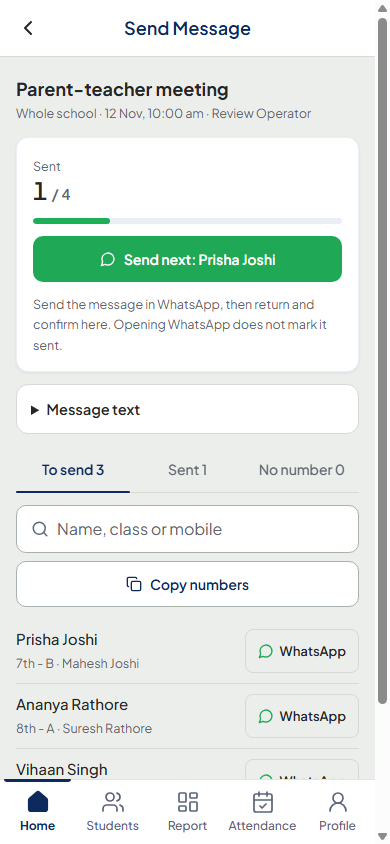 Send Message
Parent-teacher meeting
Whole school · 12 Nov, 10:00 am · Review Operator
Sent
1 / 4
Send next: Prisha Joshi
Send the message in WhatsApp, then return and
confirm here. Opening WhatsApp does not mark it
sent.
Message text
To send 3
Sent 1
No number 0
Name, class or mobile
Copy numbers
Prisha Joshi
7th - B · Mahesh Joshi
WhatsApp
Ananya Rathore
8th - A · Suresh Rathore
WhatsApp
Vihaan Singh
Home
Students
Report
Attendance
Profile